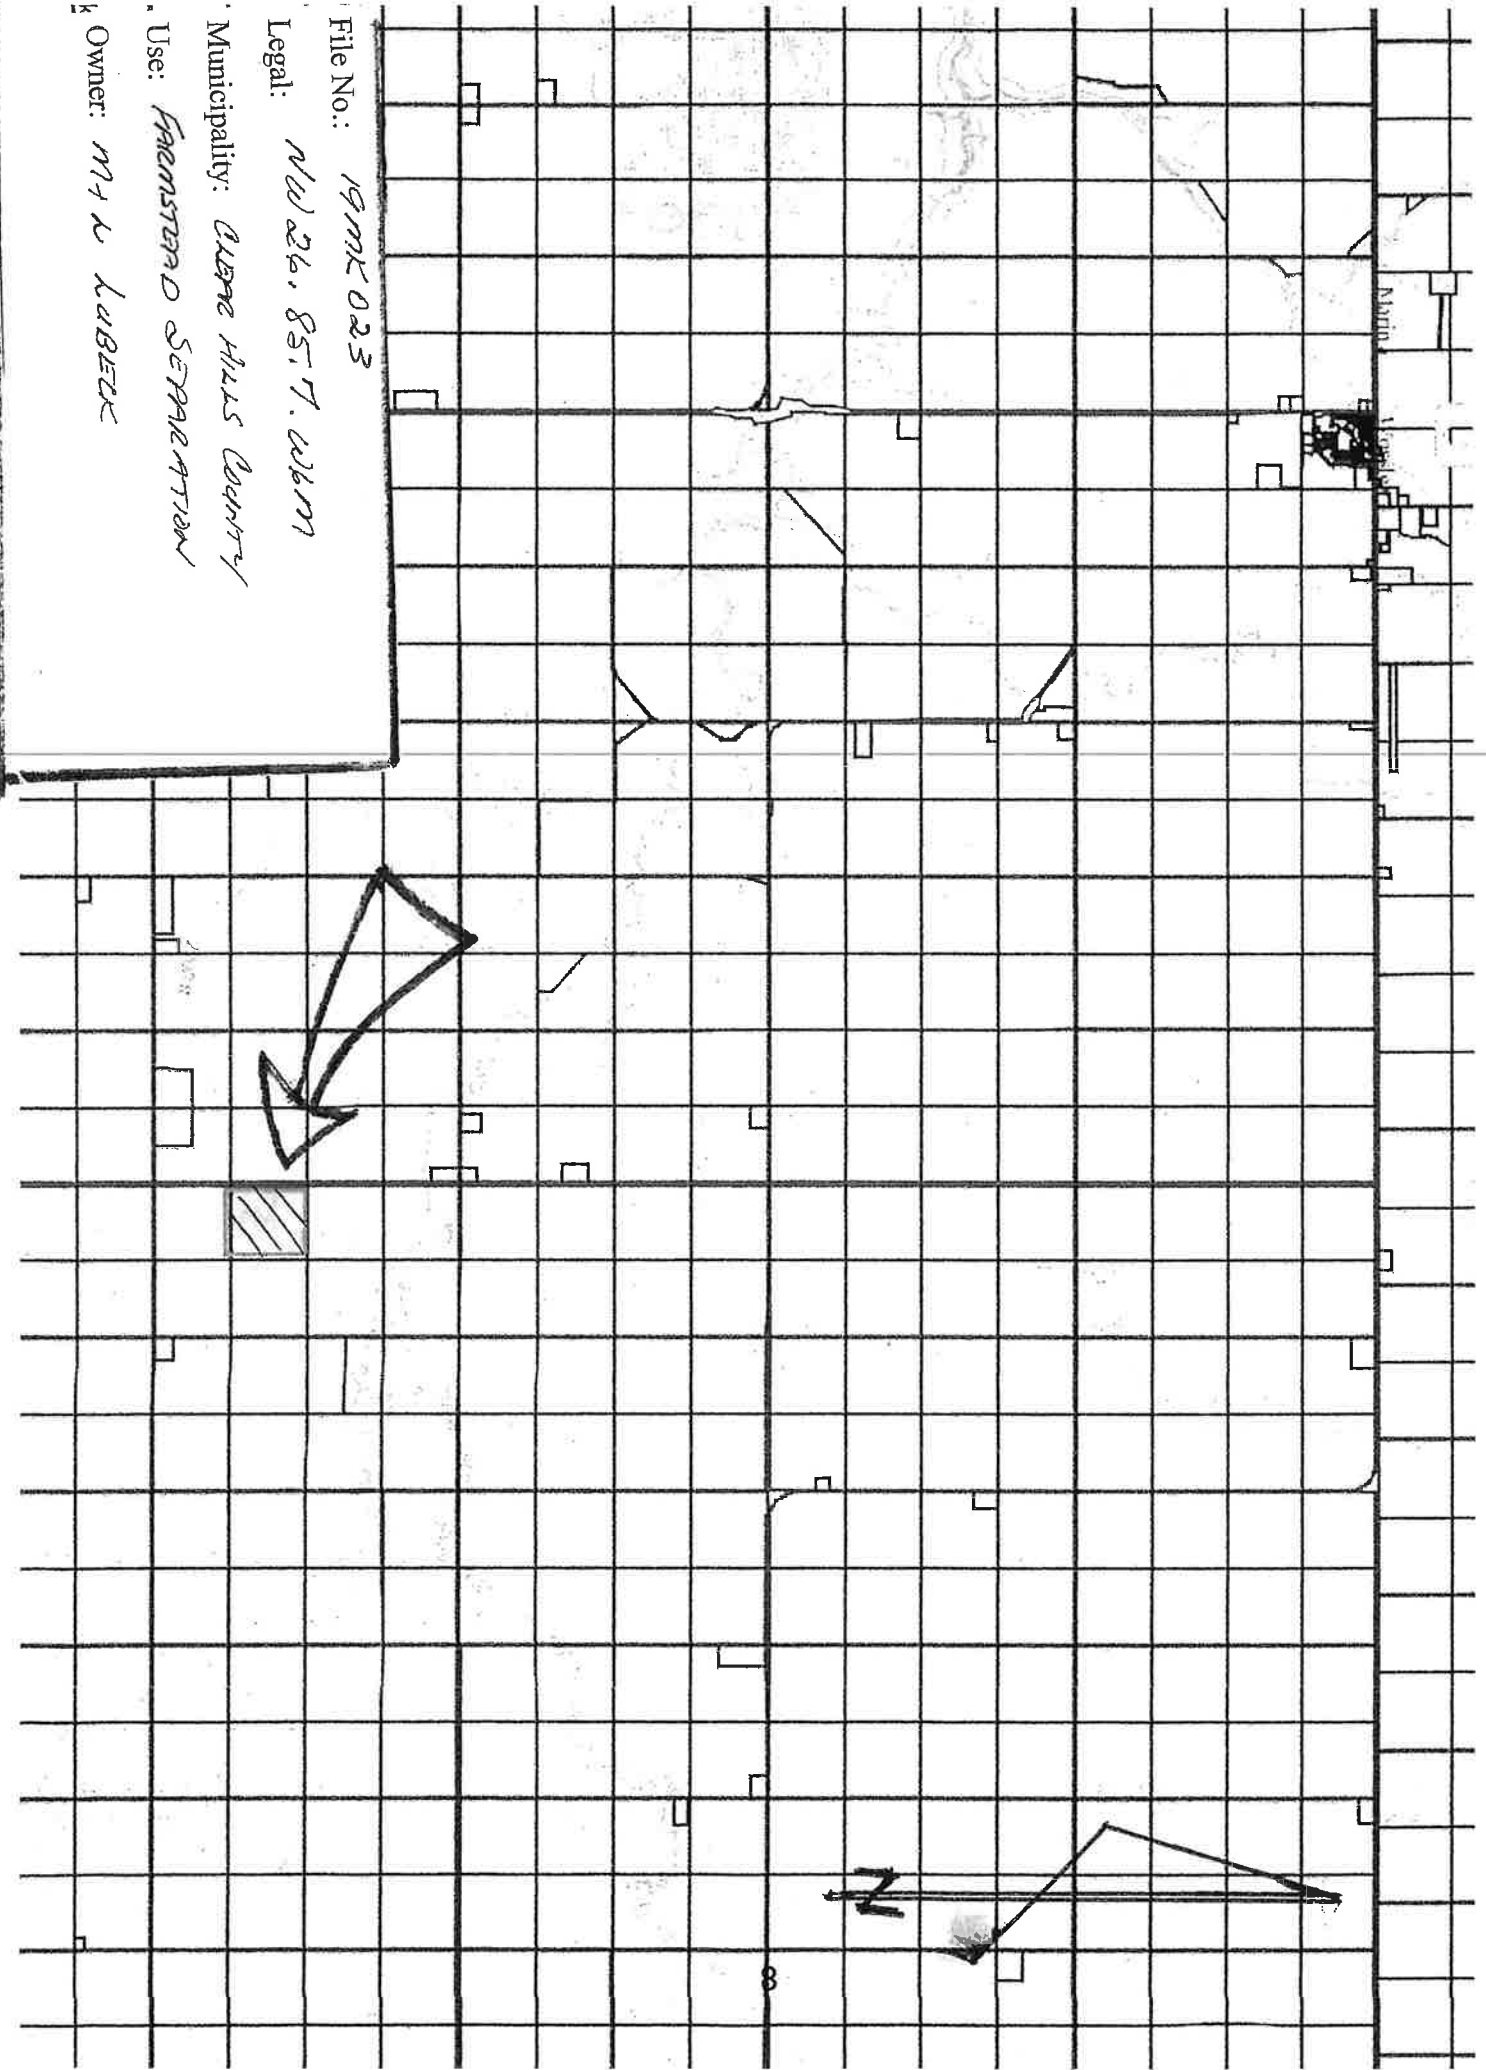 File No.: 19MK023
Legal: NW 26. 85. 7. W6M
Municipality: CLEAR HILLS COUNTY
Use: FARMSTEAD SEPARATION
Owner: M + N LUBECK
N
8